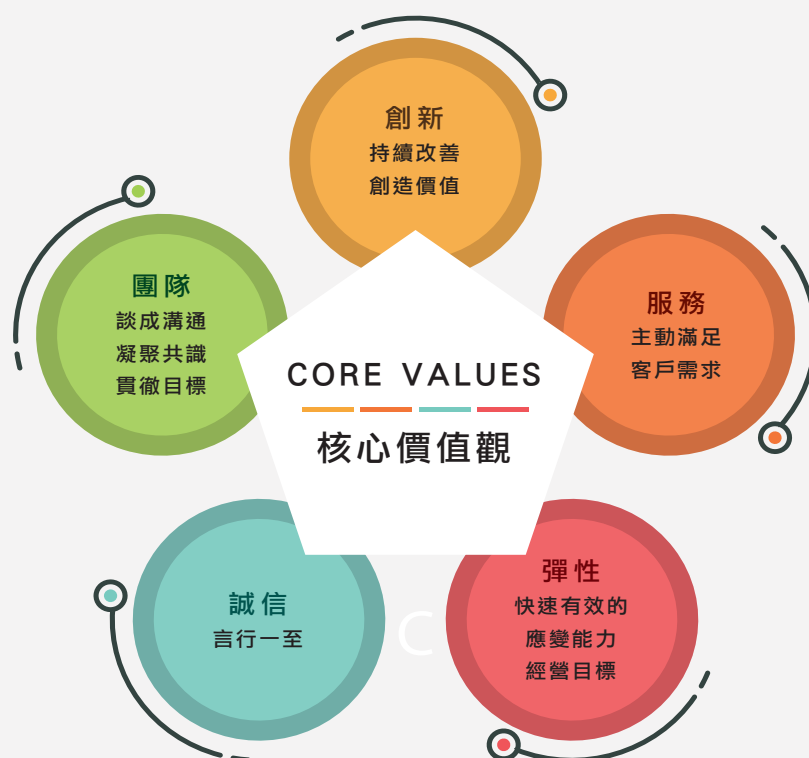 創新
持續改善
創造價值
團隊
談成溝通
凝聚共識
貫徹目標
服務
主動滿足
客戶需求
CORE VALUES
核心價值觀
誠信
言行一至
彈性
快速有效的
應變能力
經營目標
C